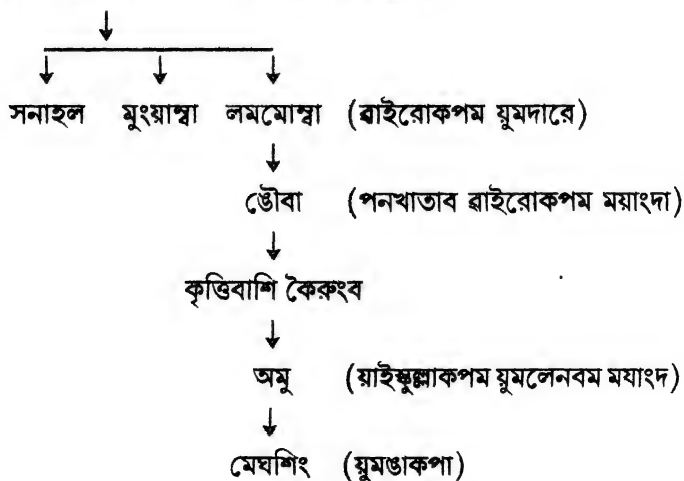 সনাহল মুংয়াম্বা লমমোম্বা (ৱাইরোকপম য়ুমদারে)
ঙৌবা (পনখাতাব ৱাইরোকপম ময়াংদা)
কৃত্তিবাশি কৈরুংব
অমু (য়াইস্কুল্লাকপম য়ুমলেনবম মযাংদ)
মেঘশিং (য়ুমঙাকপা)